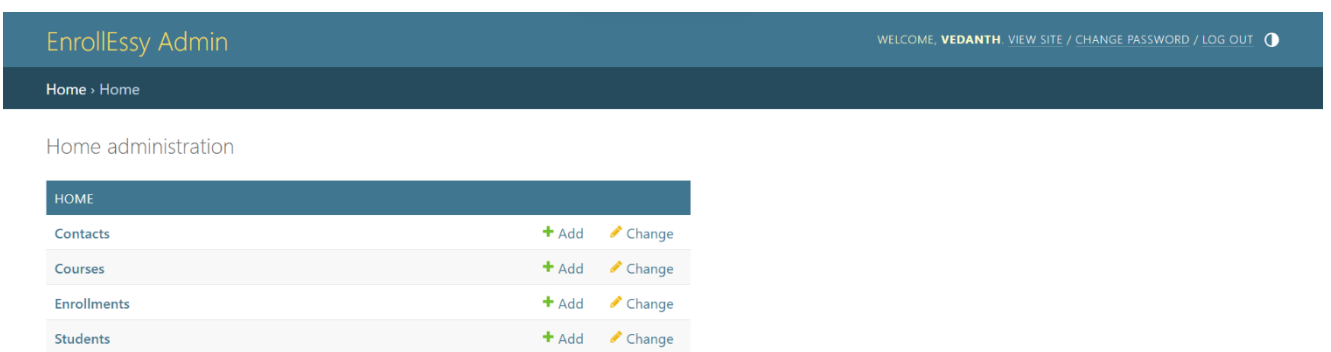 EnrollEssy Admin
WELCOME, VEDANTH. VIEW SITE / CHANGE PASSWORD / LOG OUT
Home › Home
Home administration
HOME
Contacts Add Change
Courses Add Change
Enrollments Add Change
Students Add Change